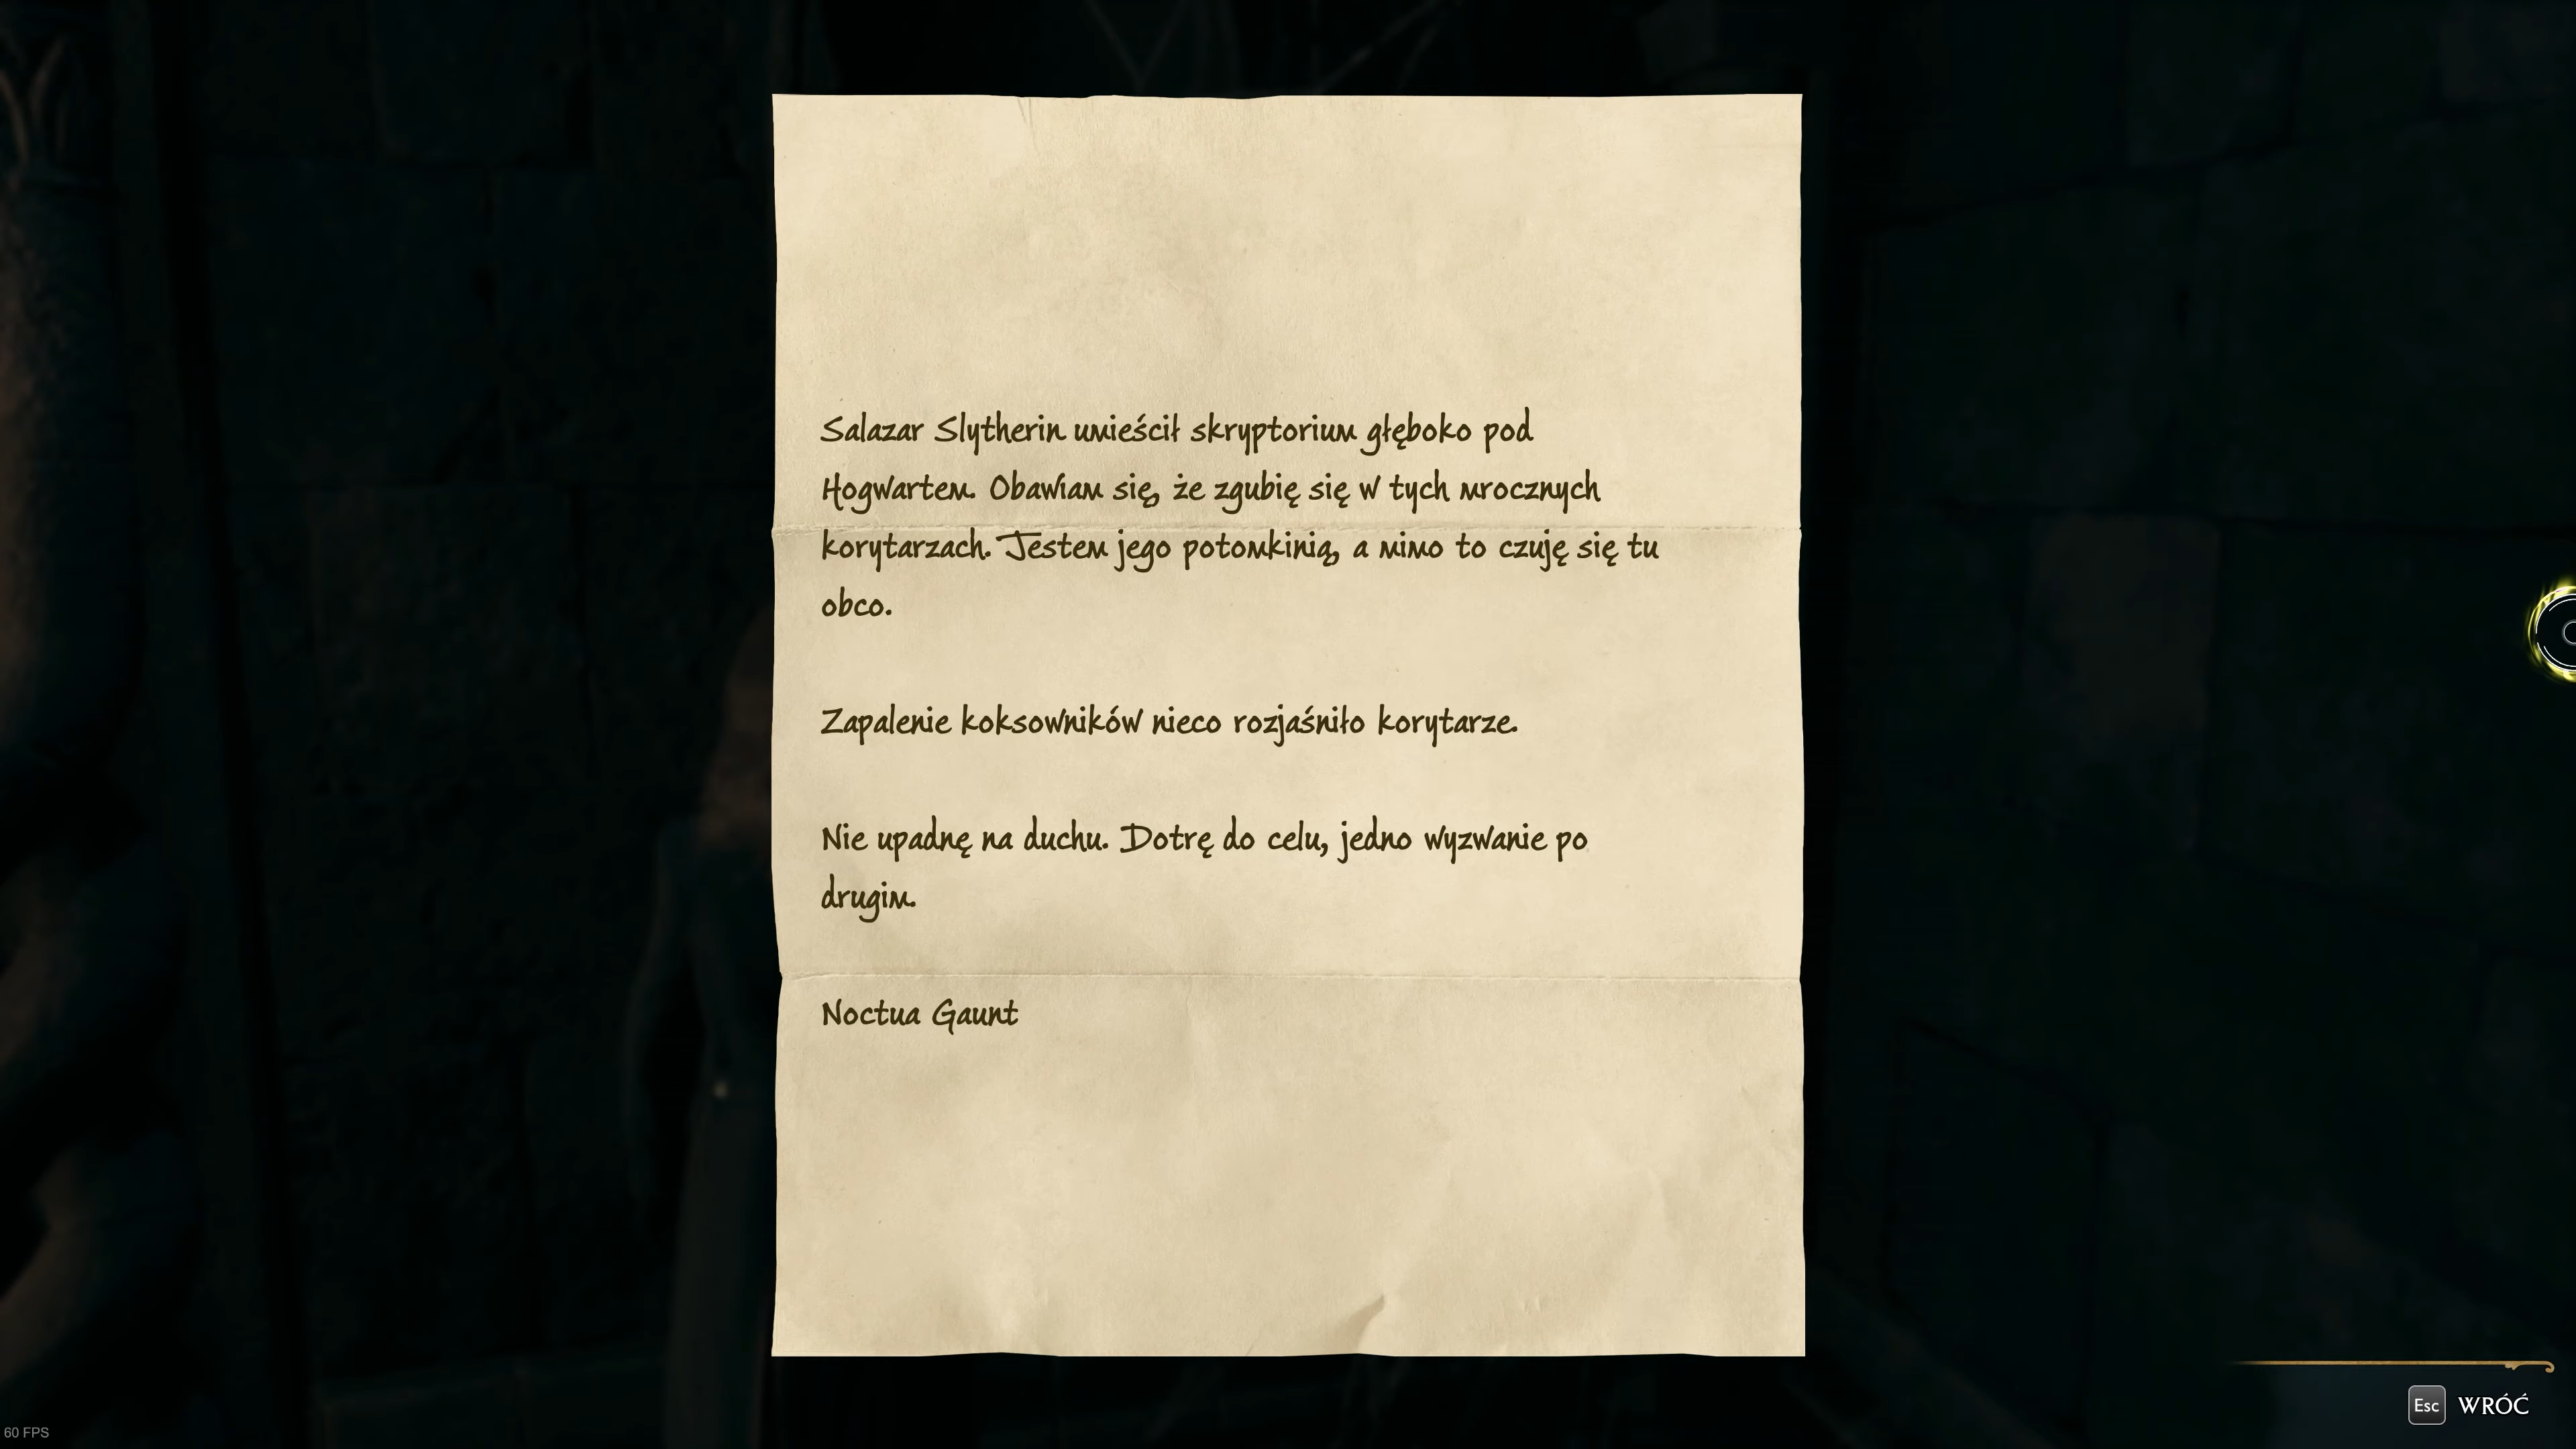 Salazar Slytherin umieścił skryptorium głęboko pod
Hogwartem. Obawiam się, że zgubię się w tych mrocznych
korytarzach. Jestem jego potomkinią, a mimo to czuję się tu
obco.
Zapalenie koksowników nieco rozjaśniło korytarze.
Nie upadnę na duchu. Dotrę do celu, jedno wyzwanie po
drugim.
Noctua Gaunt
Esc WRÓĆ
60 FPS